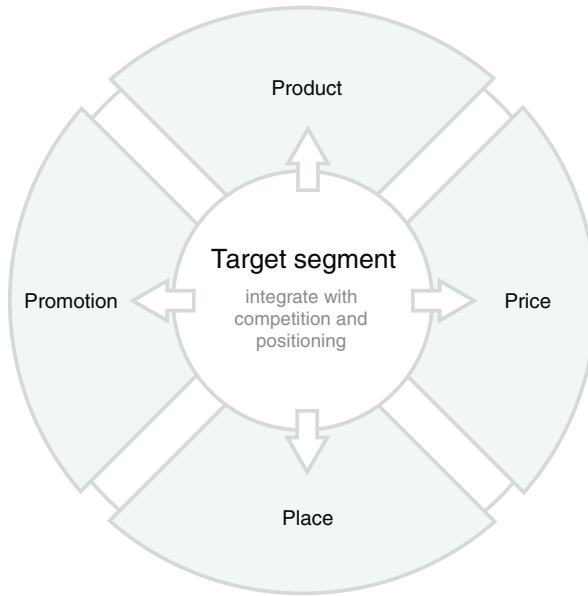 Product
Target segment
integrate with
competition and
positioning
Promotion
Price
Place